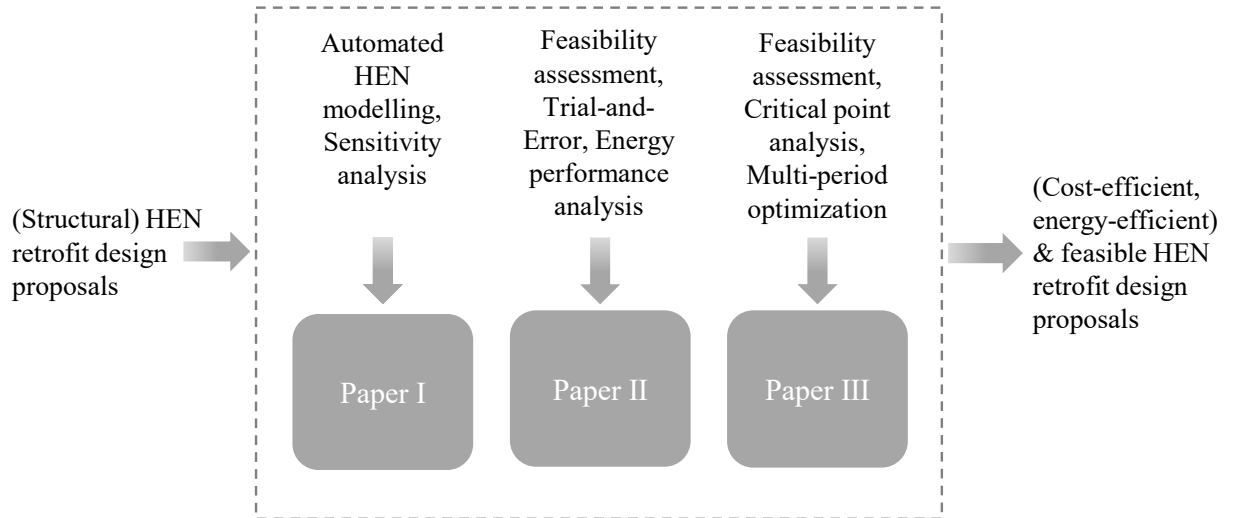 (Structural) HEN
retrofit design
proposals
Automated
HEN
modelling,
Sensitivity
analysis
Paper I
Feasibility
assessment,
Trial-and-
Error, Energy
performance
analysis
Paper II
Feasibility
assessment,
Critical point
analysis,
Multi-period
optimization
Paper III
(Cost-efficient,
energy-efficient)
& feasible HEN
retrofit design
proposals